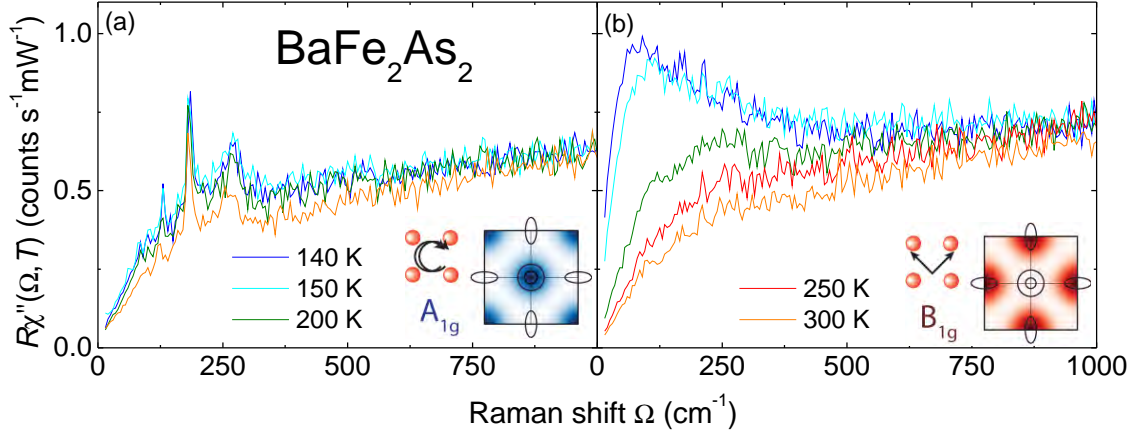 (a)
BaFe₂As₂
(b)
Rχ''(Ω, T) (counts s⁻¹mW⁻¹)
1.0
0.5
0.0
140 K
150 K
200 K
A₁g
250 K
300 K
B₁g
0
250
500
750
0
250
500
750
1000
Raman shift Ω (cm⁻¹)